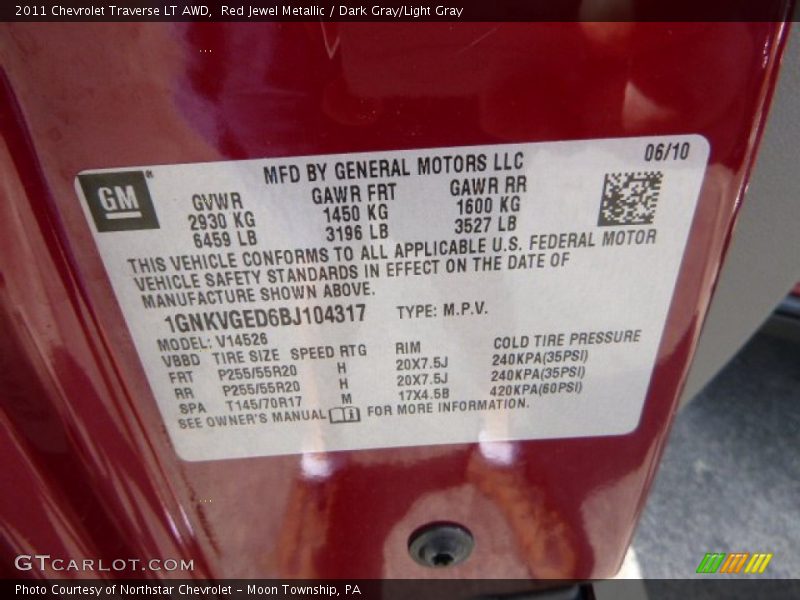 2011 Chevrolet Traverse LT AWD,  Red Jewel Metallic / Dark Gray/Light Gray
MFD BY GENERAL MOTORS LLC 06/10
GM
GVWR GAWR FRT GAWR RR
2930 KG 1450 KG 1600 KG
6459 LB 3196 LB 3527 LB
THIS VEHICLE CONFORMS TO ALL APPLICABLE U.S. FEDERAL MOTOR
VEHICLE SAFETY STANDARDS IN EFFECT ON THE DATE OF
MANUFACTURE SHOWN ABOVE.
1GNKVGED6BJ104317 TYPE: M.P.V.
MODEL: V14526
VBBD TIRE SIZE SPEED RTG RIM COLD TIRE PRESSURE
FRT P255/55R20 H 20X7.5J 240KPA(35PSI)
RR P255/55R20 H 20X7.5J 240KPA(35PSI)
SPA T145/70R17 M 17X4.5B 420KPA(60PSI)
SEE OWNER'S MANUAL FOR MORE INFORMATION.
GTCARLOT.COM
Photo Courtesy of Northstar Chevrolet - Moon Township, PA